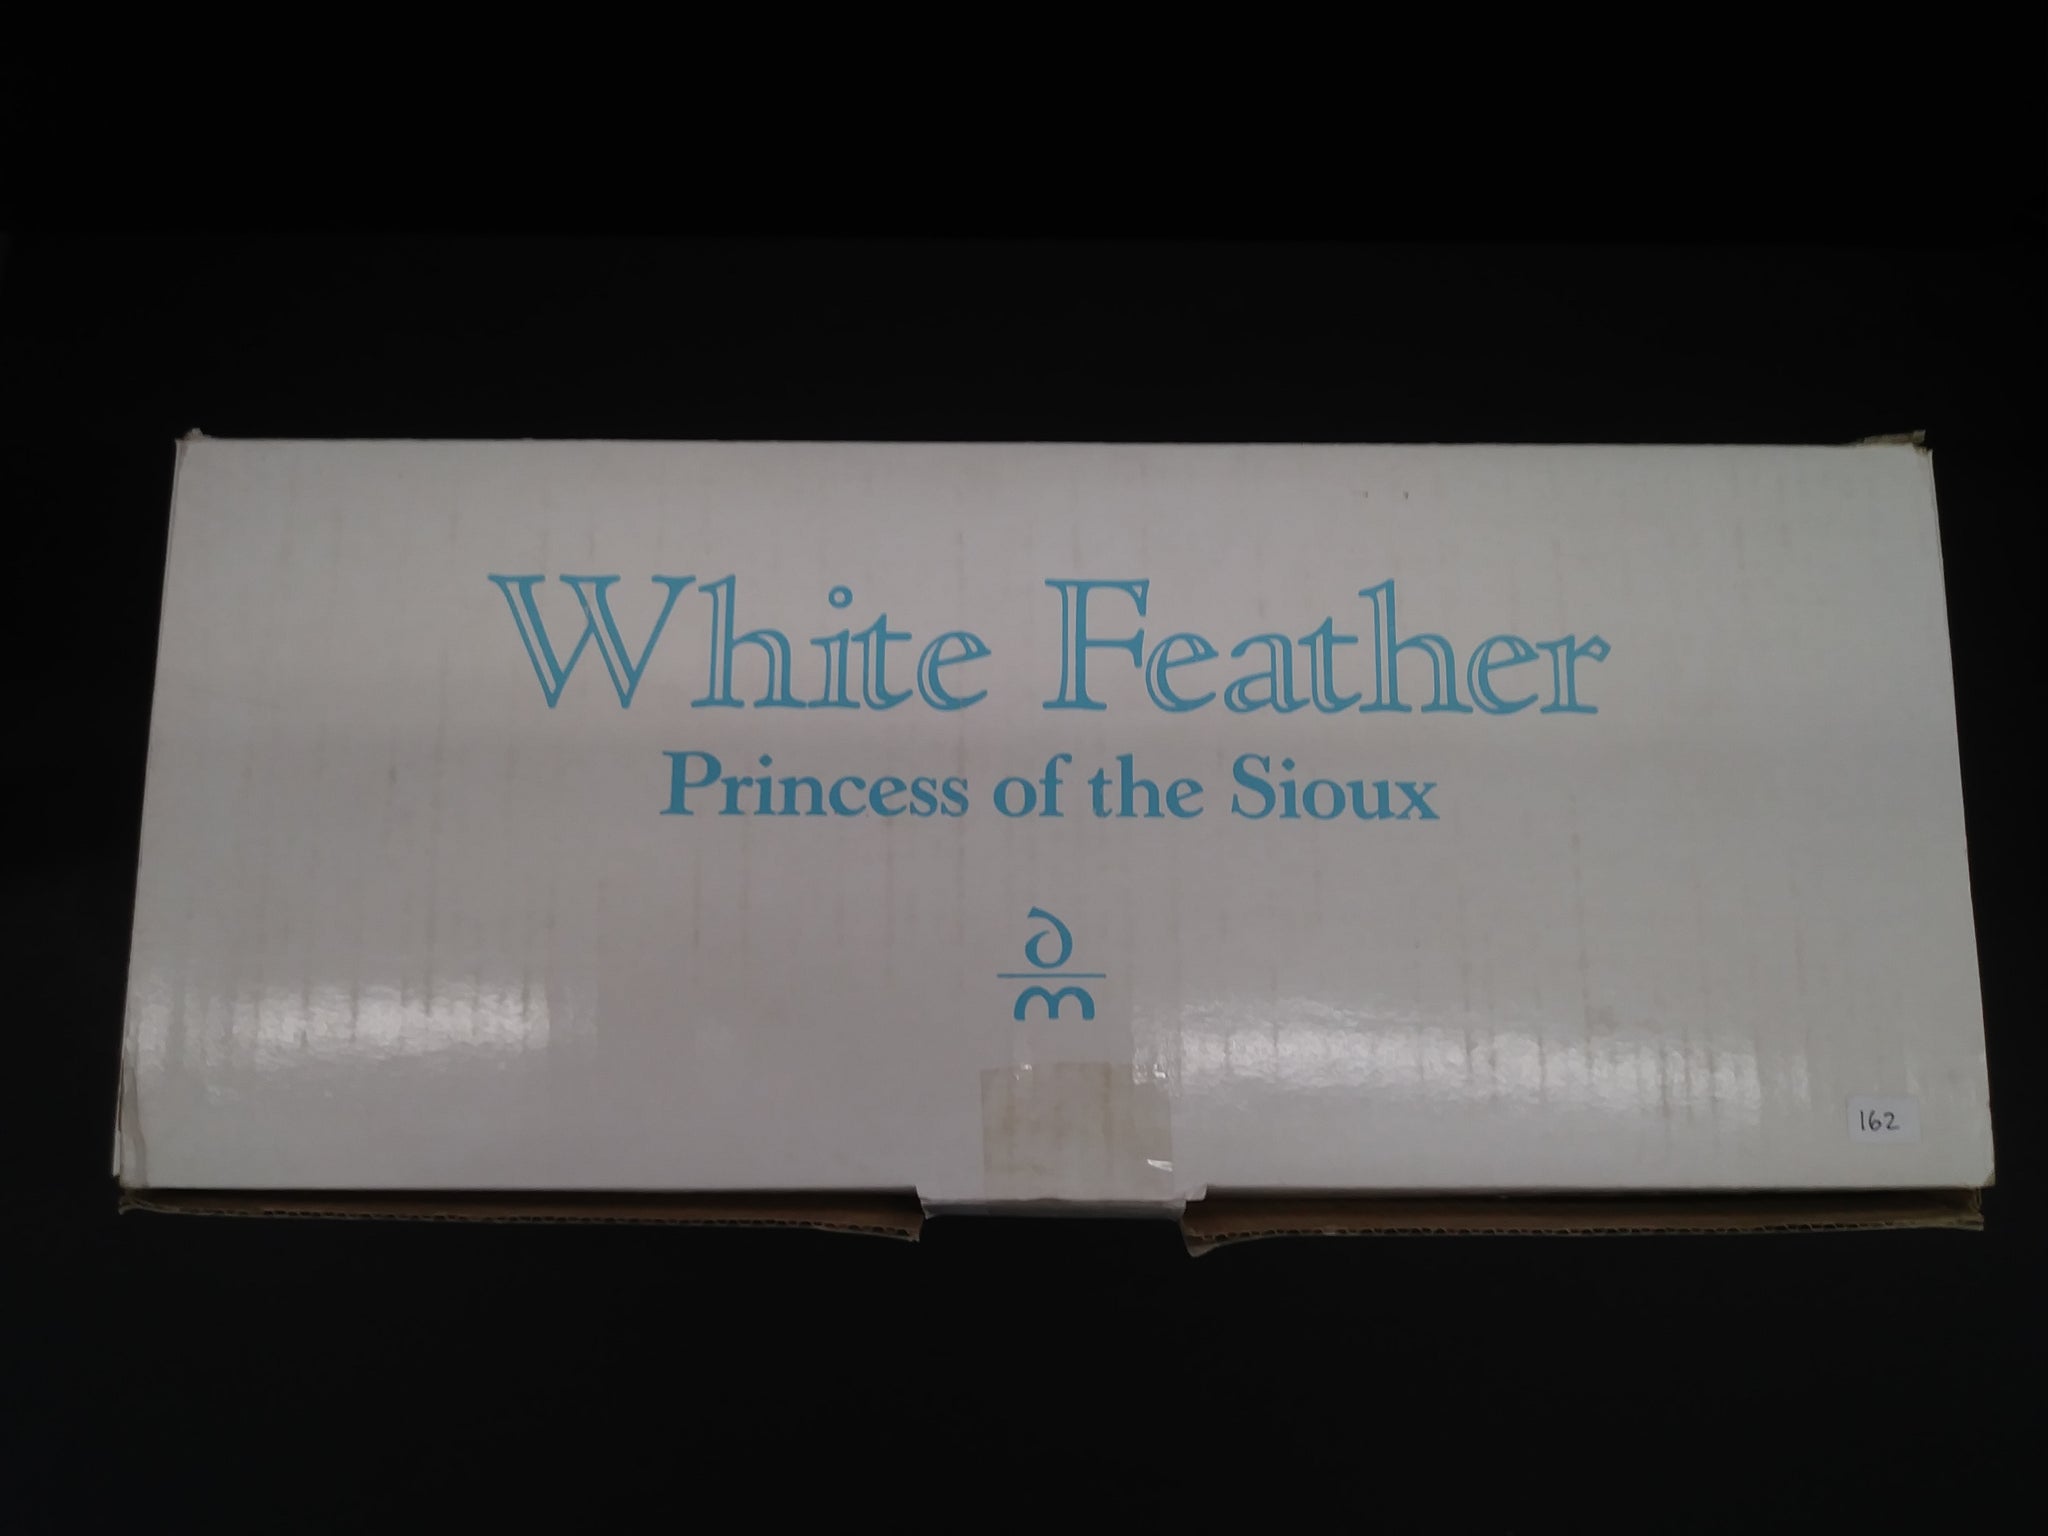 White Feather
Princess of the Sioux
d
m
162